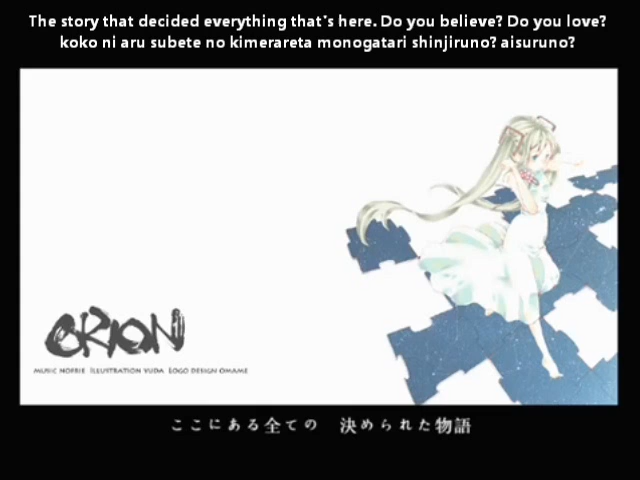 The story that decided everything that's here. Do you believe? Do you love?
koko ni aru subete no kimerareta monogatari shinjiruno? aisuruno?
ORION
MUSIC NOERIE ILLUSTRATION YUDA LOGO DESIGN OMAME
ここにある全ての 決められた物語